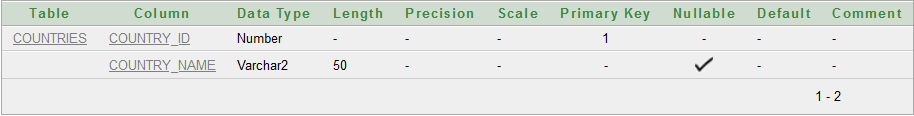 Table Column Data Type Length Precision Scale Primary Key Nullable Default Comment
COUNTRIES COUNTRY_ID Number - - - 1 - - -
COUNTRY_NAME Varchar2 50 - - - ✓ - -
1 - 2